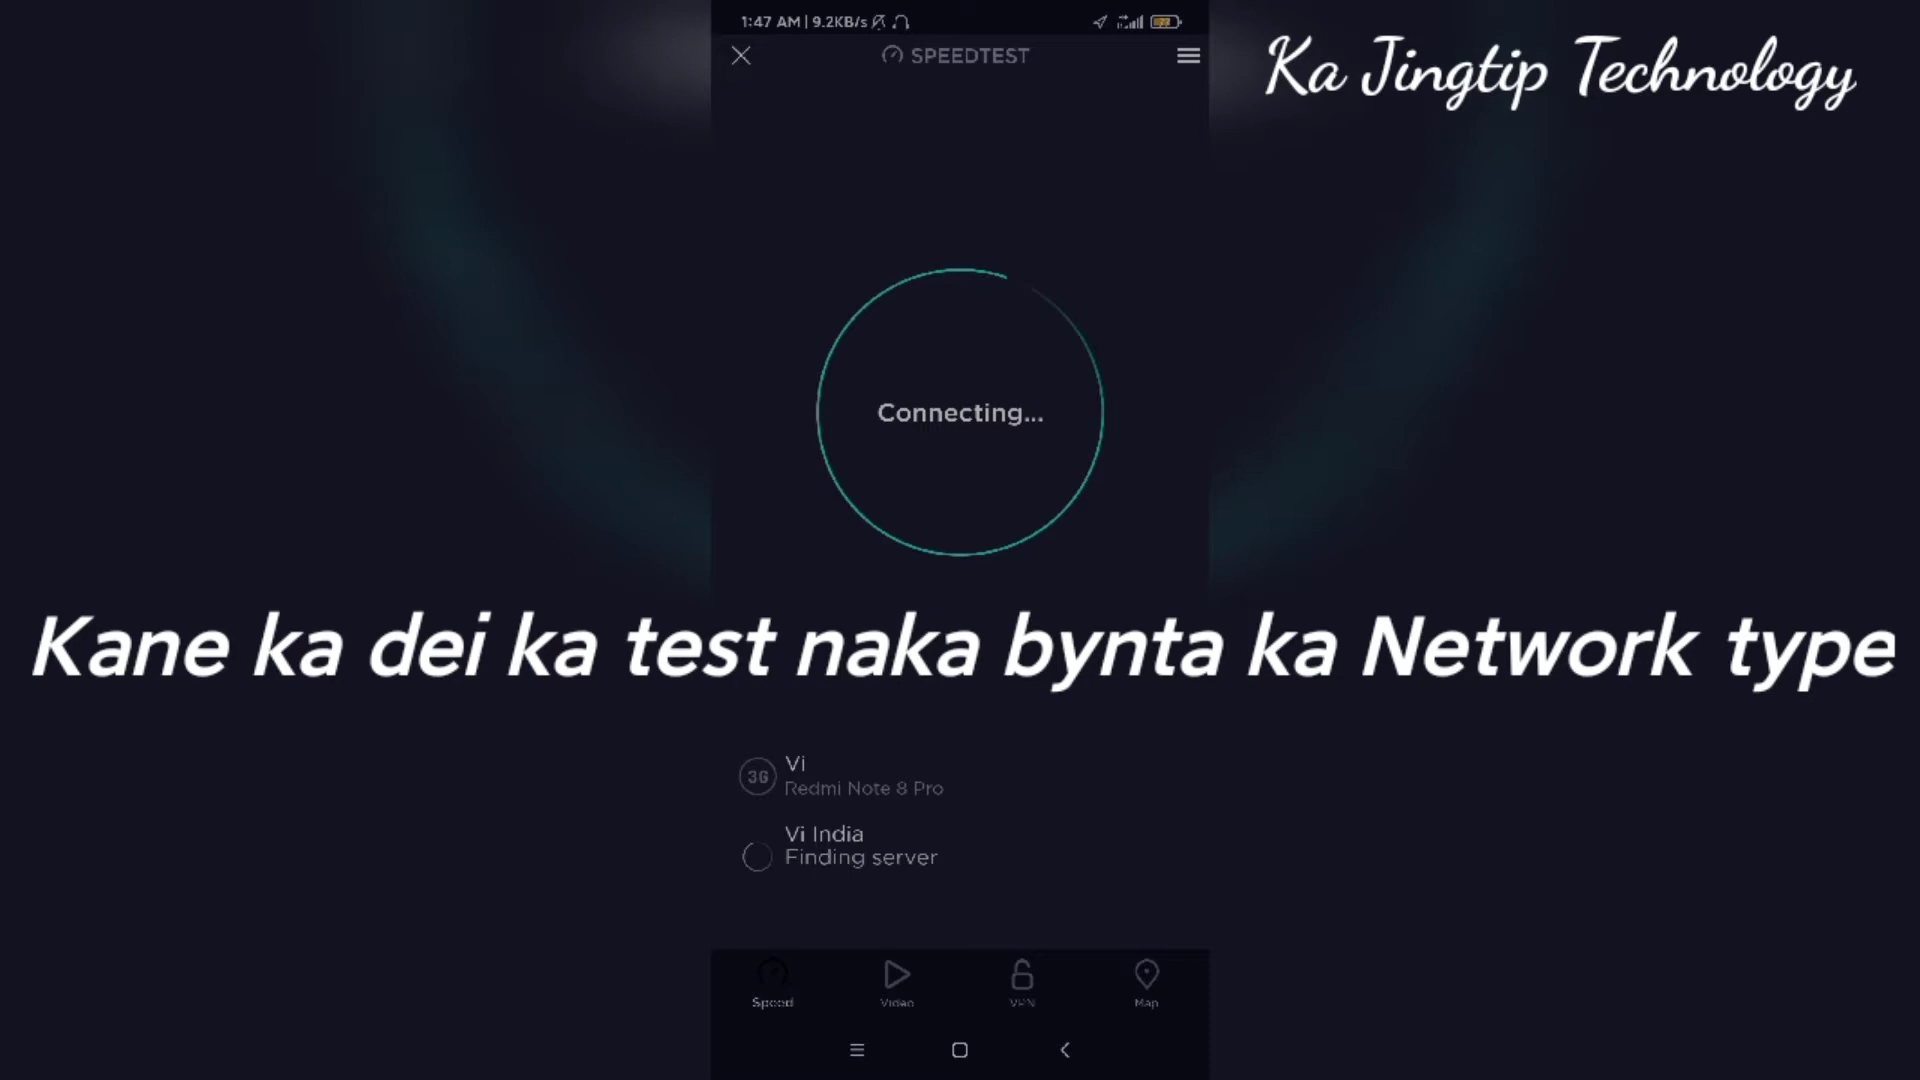 1:47 AM | 9.2KB/s
77
SPEEDTEST
Ka Jingtip Technology
Connecting...
Kane ka dei ka test naka bynta ka Network type
3G
Vi
Redmi Note 8 Pro
Vi India
Finding server
Speed Video VPN Map